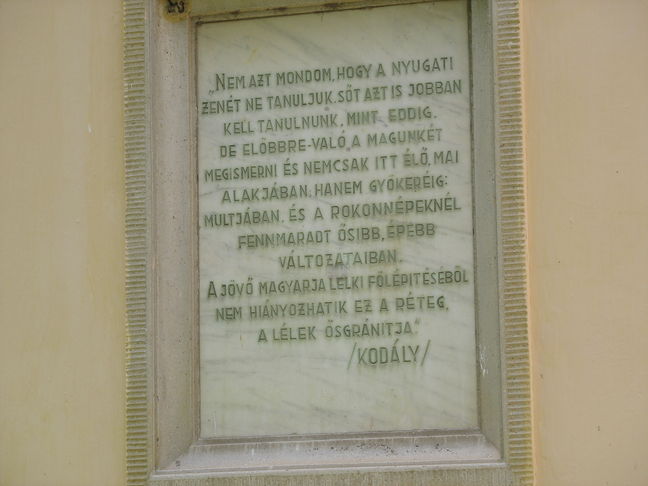 „NEM AZT MONDOM, HOGY A NYUGATI
ZENÉT NE TANULJUK. SŐT AZT IS JOBBAN
KELL TANULNUNK, MINT EDDIG.
DE ELŐBBRE-VALÓ, A MAGUNKÉT
MEGISMERNI ÉS NEMCSAK ITT ÉLŐ, MAI
ALAKJÁBAN, HANEM GYÖKERÉIG:
MULTJÁBAN, ÉS A ROKONNÉPEKNÉL
FENNMARADT ŐSIBB, ÉPEBB
VÁLTOZATAIBAN.
A JÖVŐ MAGYARJA LELKI FÖLÉPITÉSÉBŐL
NEM HIÁNYOZHATIK EZ A RÉTEG,
A LÉLEK ŐSGRÁNITJA."
/KODÁLY/